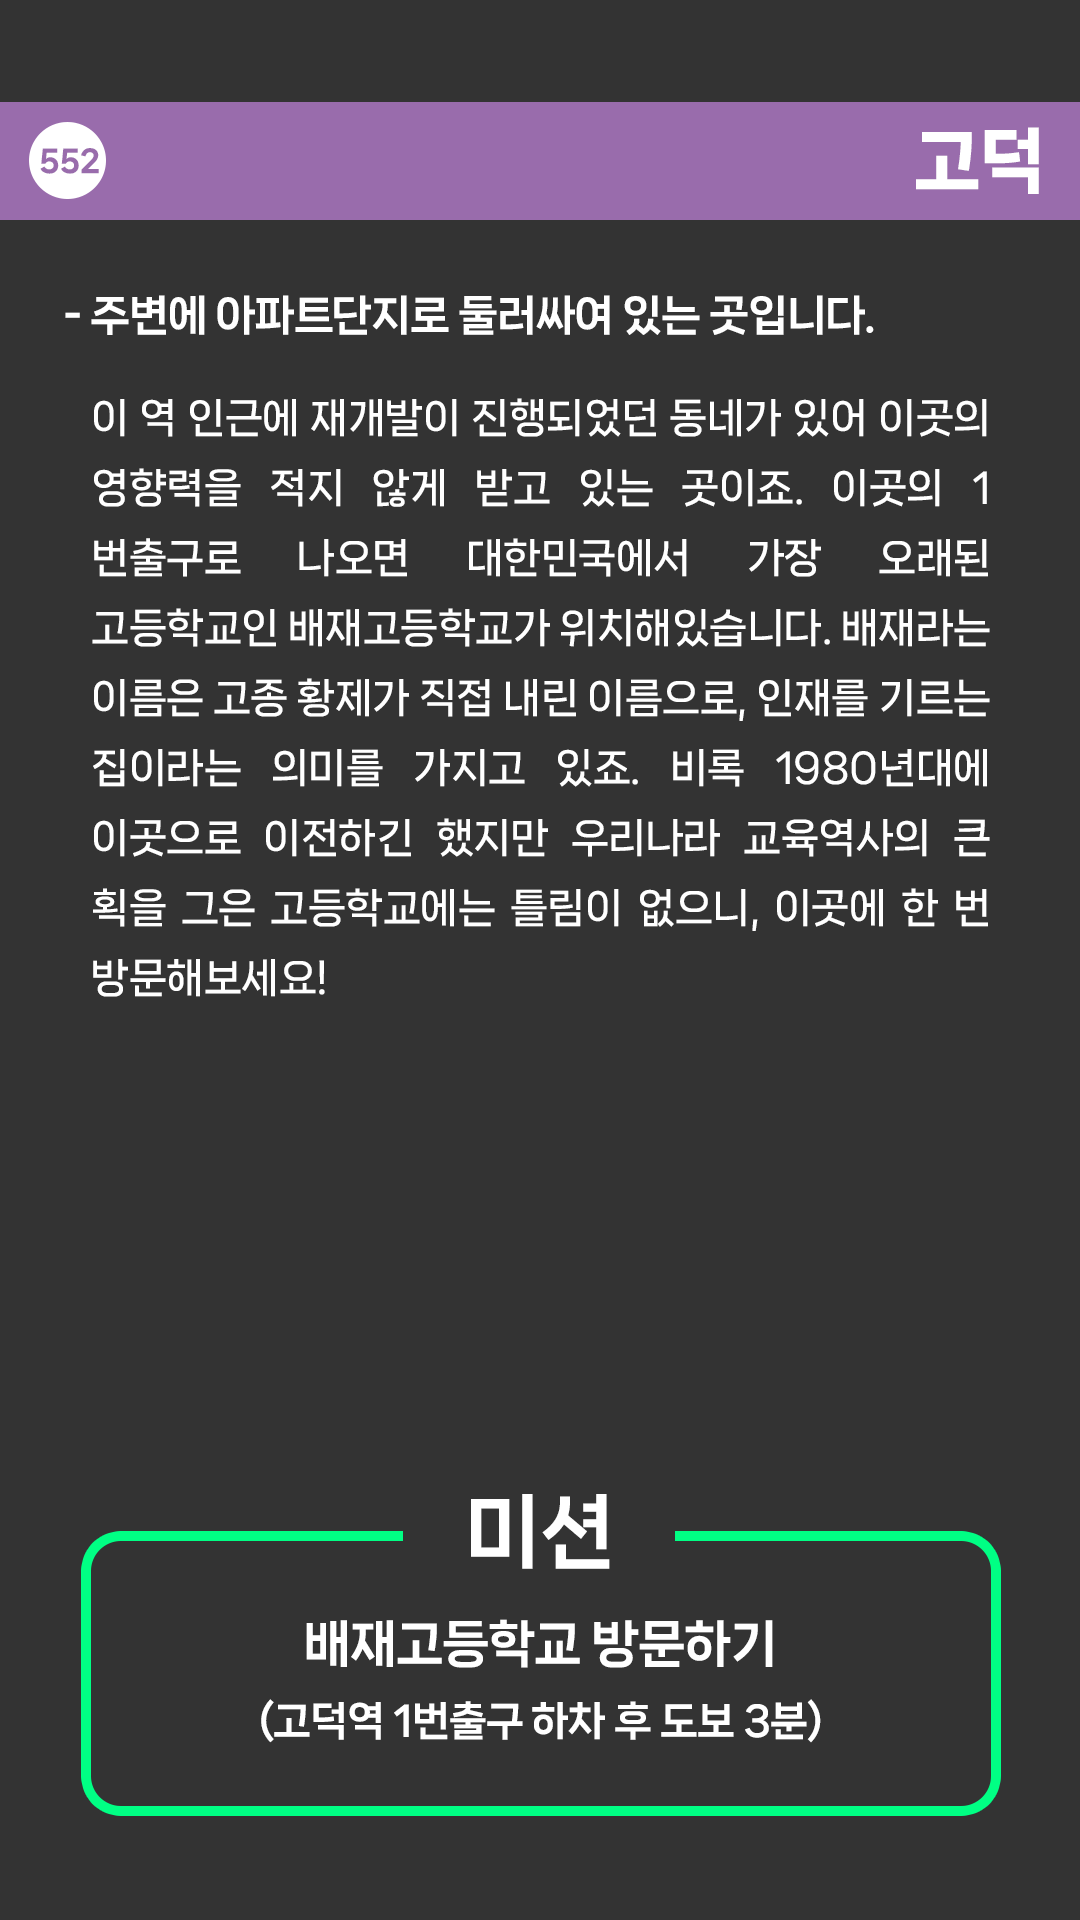 552
고덕
- 주변에 아파트단지로 둘러싸여 있는 곳입니다.
이 역 인근에 재개발이 진행되었던 동네가 있어 이곳의
영향력을 적지 않게 받고 있는 곳이죠. 이곳의 1
번출구로 나오면 대한민국에서 가장 오래된
고등학교인 배재고등학교가 위치해있습니다. 배재라는
이름은 고종 황제가 직접 내린 이름으로, 인재를 기르는
집이라는 의미를 가지고 있죠. 비록 1980년대에
이곳으로 이전하긴 했지만 우리나라 교육역사의 큰
획을 그은 고등학교에는 틀림이 없으니, 이곳에 한 번
방문해보세요!
미션
배재고등학교 방문하기
(고덕역 1번출구 하차 후 도보 3분)